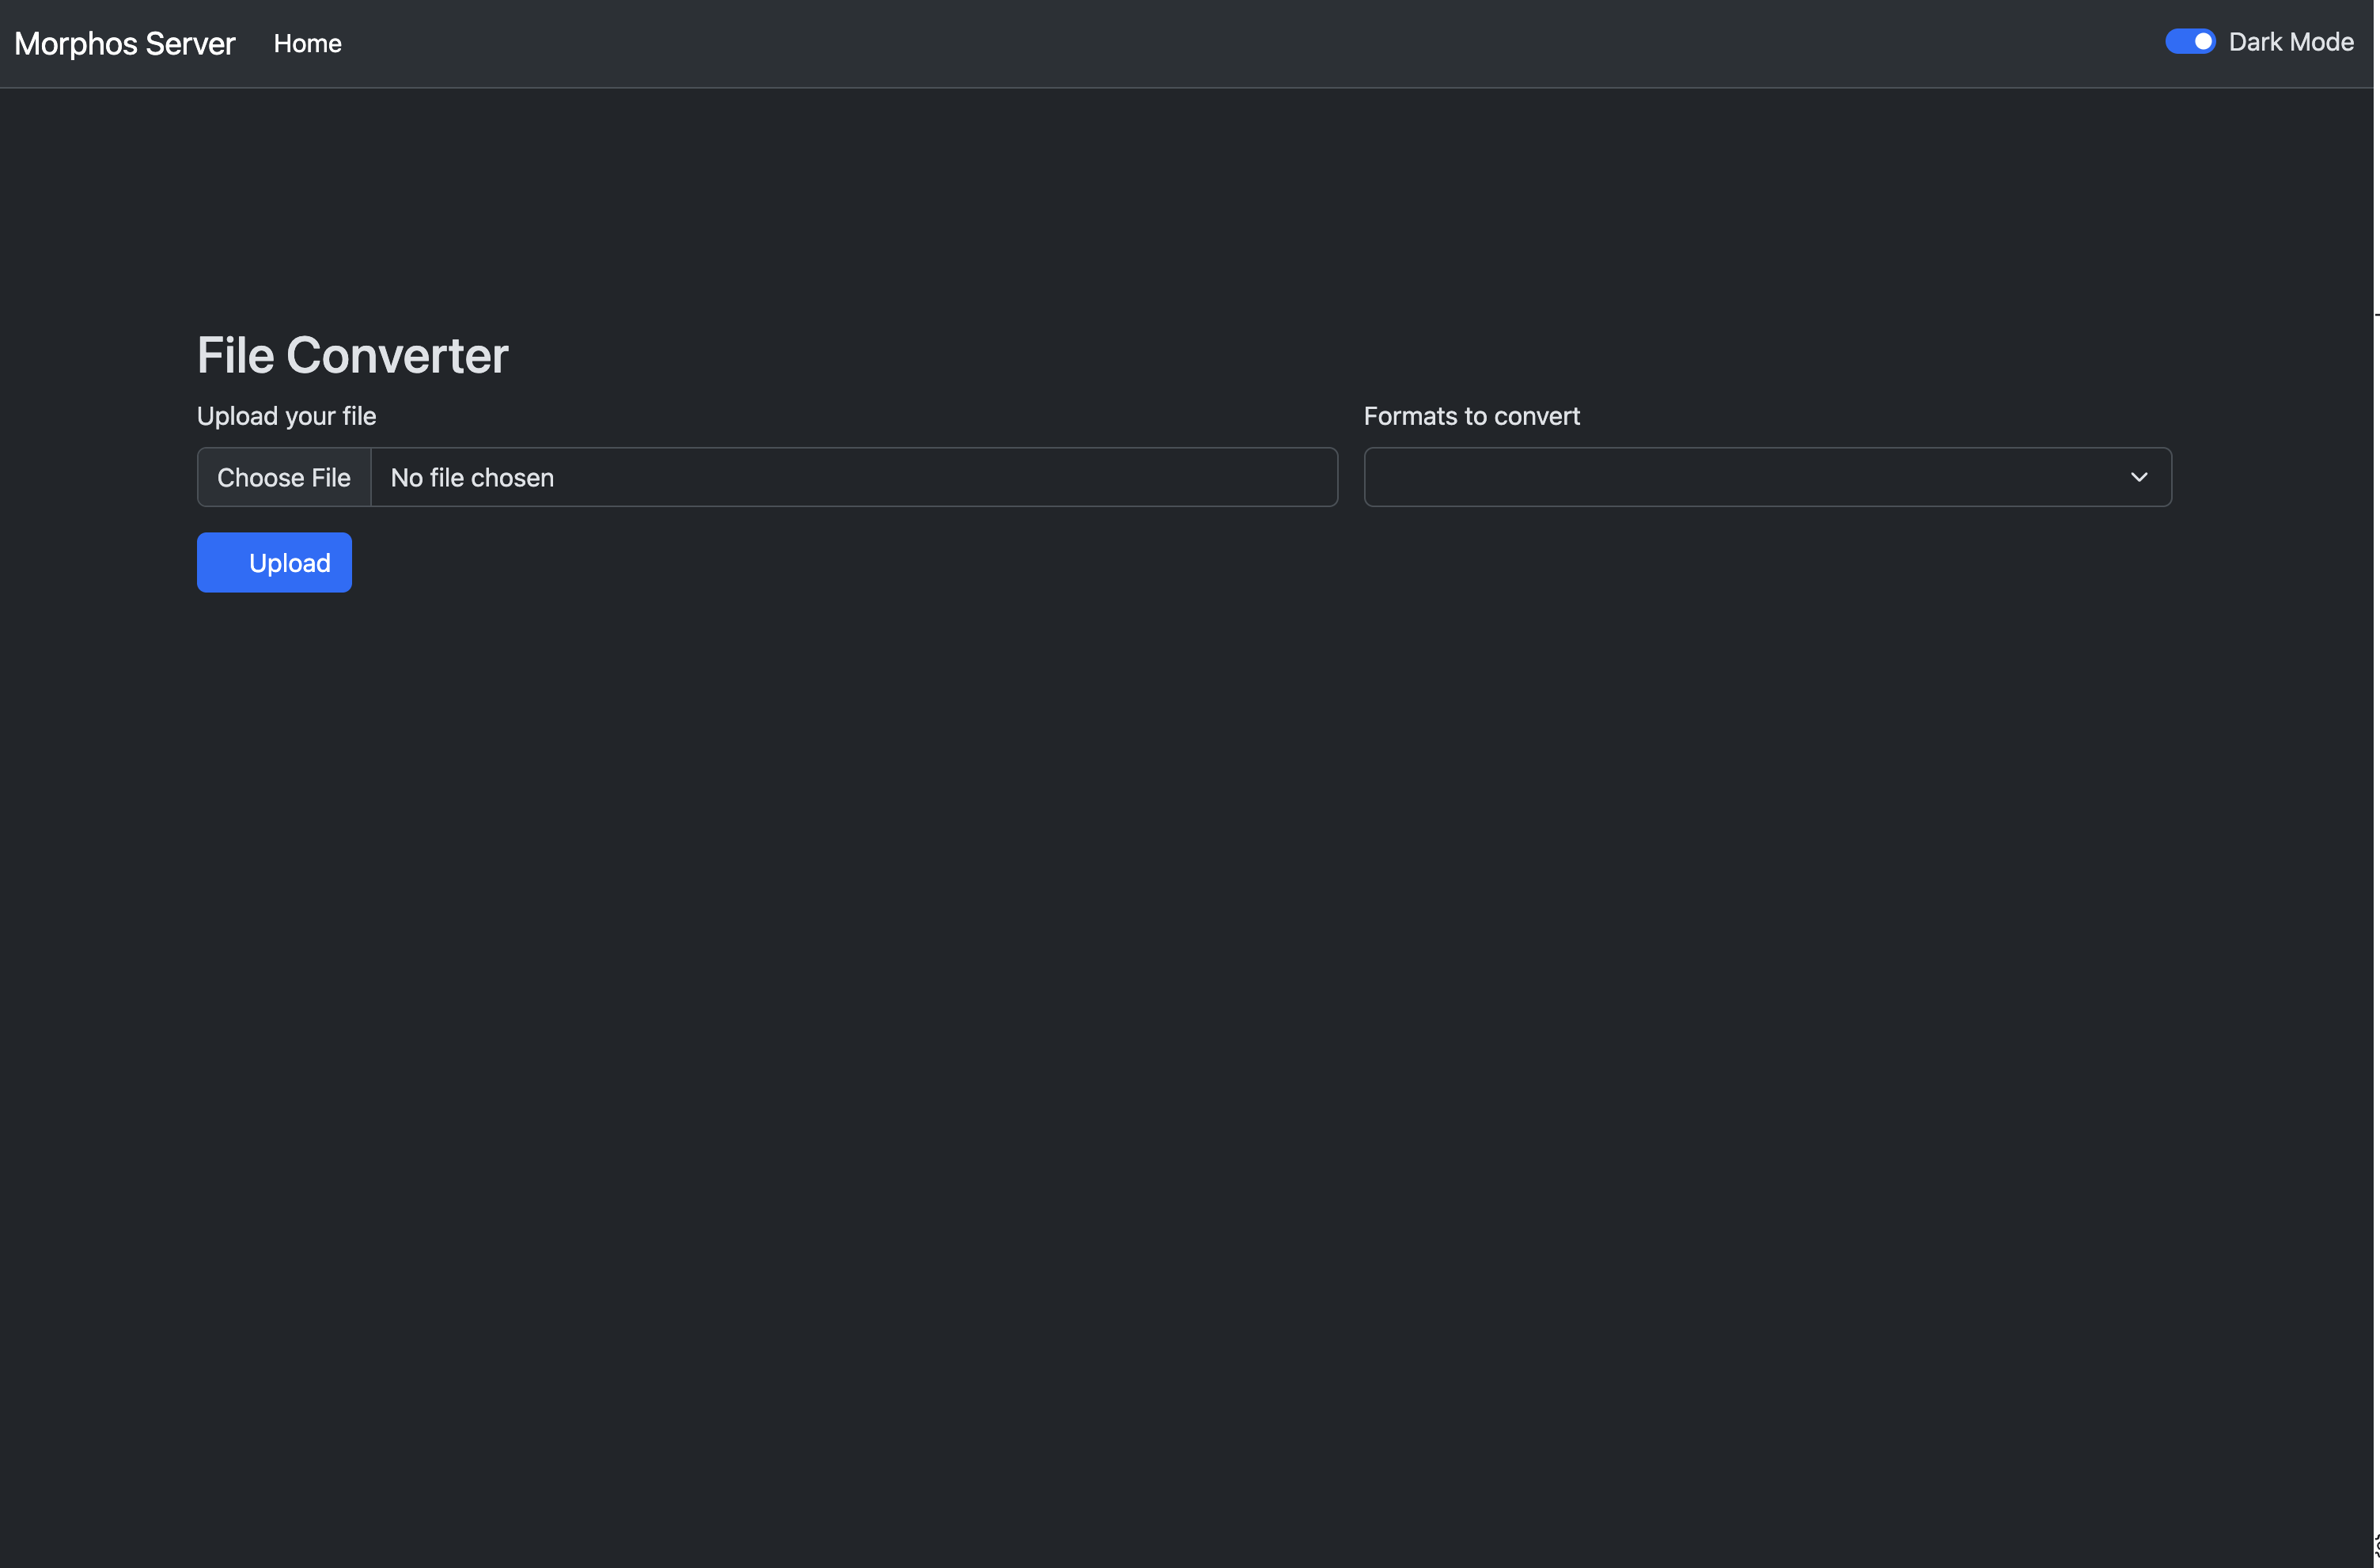 Morphos Server Home Dark Mode
File Converter
Upload your file Formats to convert
Choose File No file chosen
Upload